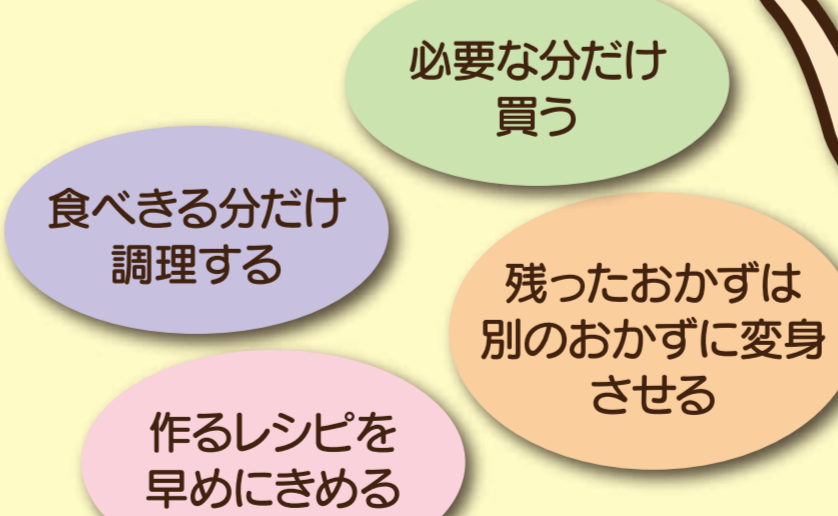 必要な分だけ
買う
食べきる分だけ
調理する
残ったおかずは
別のおかずに変身
させる
作るレシピを
早めにきめる